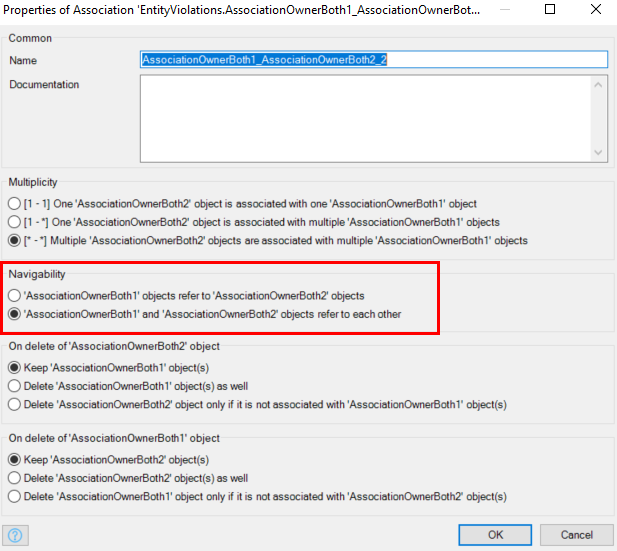 Properties of Association 'EntityViolations.AssociationOwnerBoth1_AssociationOwnerBot...
Common
Name
AssociationOwnerBoth1_AssociationOwnerBoth2_2
Documentation
Multiplicity
[1 - 1] One 'AssociationOwnerBoth2' object is associated with one 'AssociationOwnerBoth1' object
[1 - *] One 'AssociationOwnerBoth2' object is associated with multiple 'AssociationOwnerBoth1' objects
[* - *] Multiple 'AssociationOwnerBoth2' objects are associated with multiple 'AssociationOwnerBoth1' objects
Navigability
'AssociationOwnerBoth1' objects refer to 'AssociationOwnerBoth2' objects
'AssociationOwnerBoth1' and 'AssociationOwnerBoth2' objects refer to each other
On delete of 'AssociationOwnerBoth2' object
Keep 'AssociationOwnerBoth1' object(s)
Delete 'AssociationOwnerBoth1' object(s) as well
Delete 'AssociationOwnerBoth2' object only if it is not associated with 'AssociationOwnerBoth1' object(s)
On delete of 'AssociationOwnerBoth1' object
Keep 'AssociationOwnerBoth2' object(s)
Delete 'AssociationOwnerBoth2' object(s) as well
Delete 'AssociationOwnerBoth1' object only if it is not associated with 'AssociationOwnerBoth2' object(s)
?
OK
Cancel